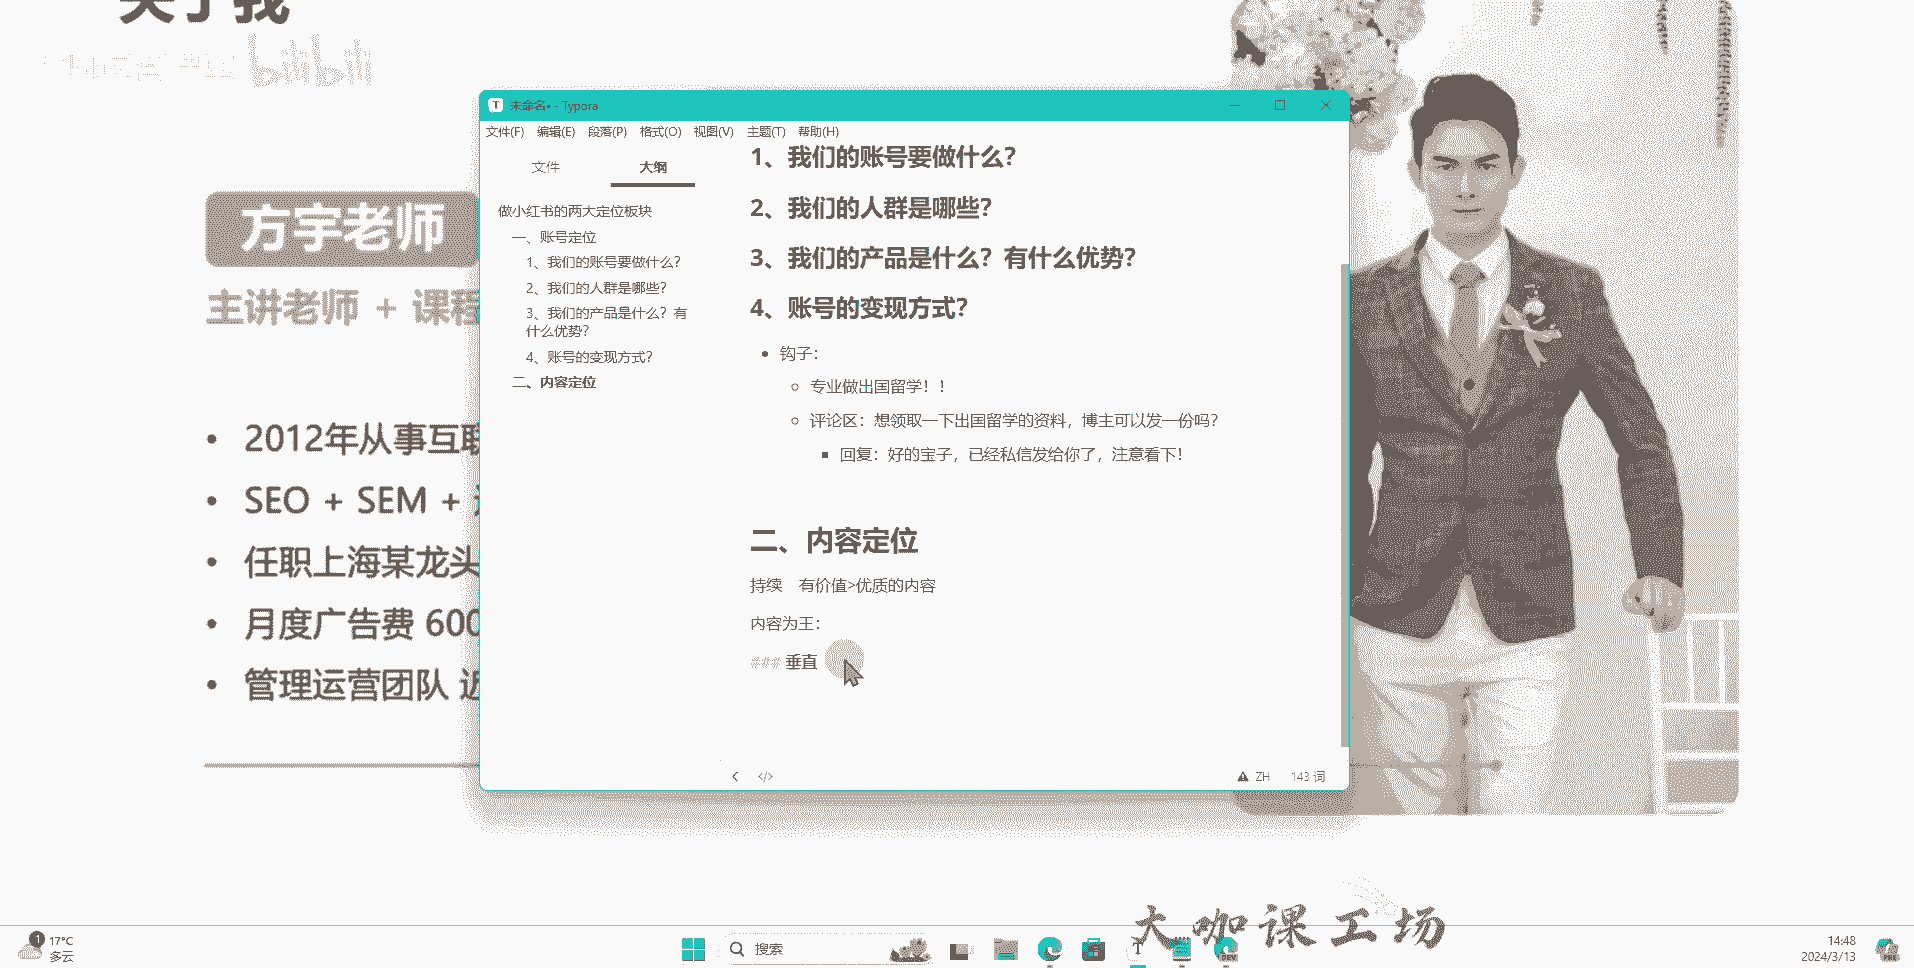 关于我
bilibili
方宇老师
主讲老师 + 课程
• 2012年从事互联
• SEO + SEM +
• 任职上海某龙头
• 月度广告费 600
• 管理运营团队
未命名• - Typora
文件(F) 编辑(E) 段落(P) 格式(O) 视图(V) 主题(T) 帮助(H)
文件 大纲
做小红书的两大定位板块
一、账号定位
1、我们的账号要做什么？
2、我们的人群是哪些？
3、我们的产品是什么？有
什么优势？
4、账号的变现方式？
二、内容定位
1、我们的账号要做什么？
2、我们的人群是哪些？
3、我们的产品是什么？有什么优势？
4、账号的变现方式？
• 钩子：
专业做出国留学！！
评论区：想领取一下出国留学的资料，博主可以发一份吗？
回复：好的宝子，已经私信发给你了，注意看下！
二、内容定位
持续 有价值>优质的内容
内容为王：
### 垂直
</> ZH 143 词
大咖课工场
1
17°C
多云
搜索
T
DEV
14:48
2024/3/13
PRE